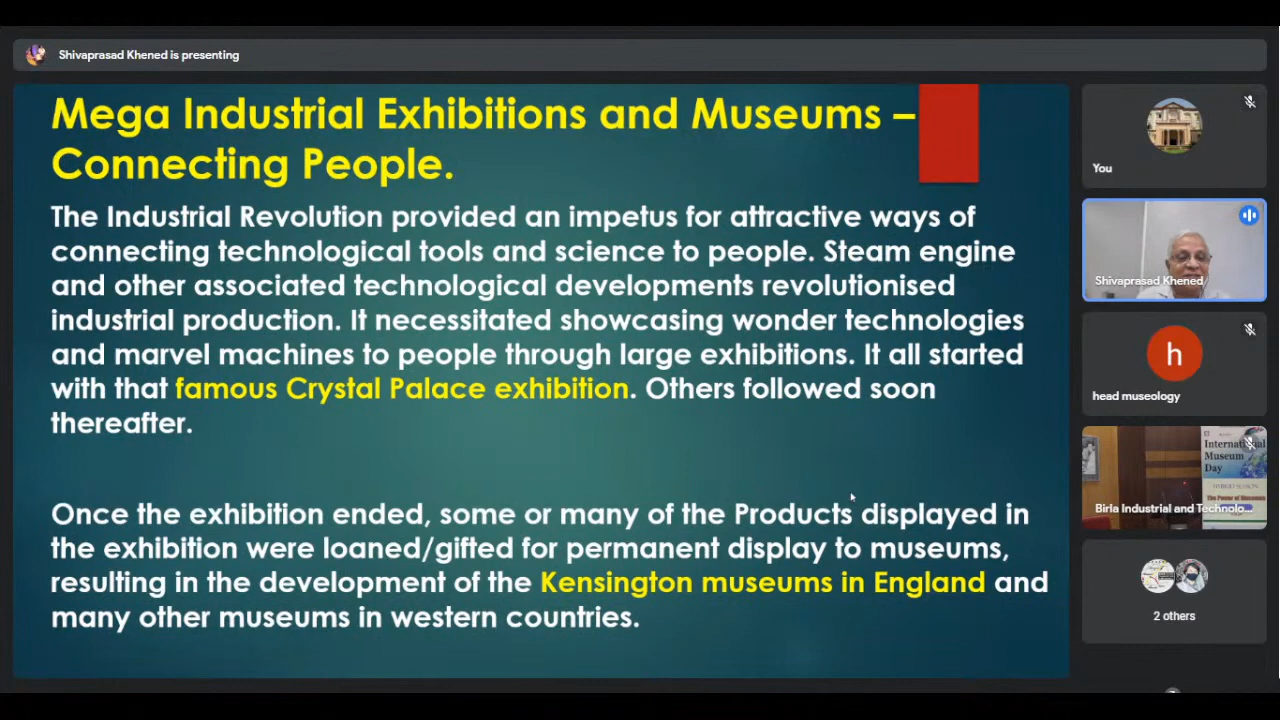 Shivaprasad Khened is presenting
Mega Industrial Exhibitions and Museums –
Connecting People.
The Industrial Revolution provided an impetus for attractive ways of
connecting technological tools and science to people. Steam engine
and other associated technological developments revolutionised
industrial production. It necessitated showcasing wonder technologies
and marvel machines to people through large exhibitions. It all started
with that famous Crystal Palace exhibition. Others followed soon
thereafter.
Once the exhibition ended, some or many of the Products displayed in
the exhibition were loaned/gifted for permanent display to museums,
resulting in the development of the Kensington museums in England and
many other museums in western countries.
You
Shivaprasad Khened
h
head museology
International
Museum
Day
The Power of Museums
Birla Industrial and Technolo...
2 others